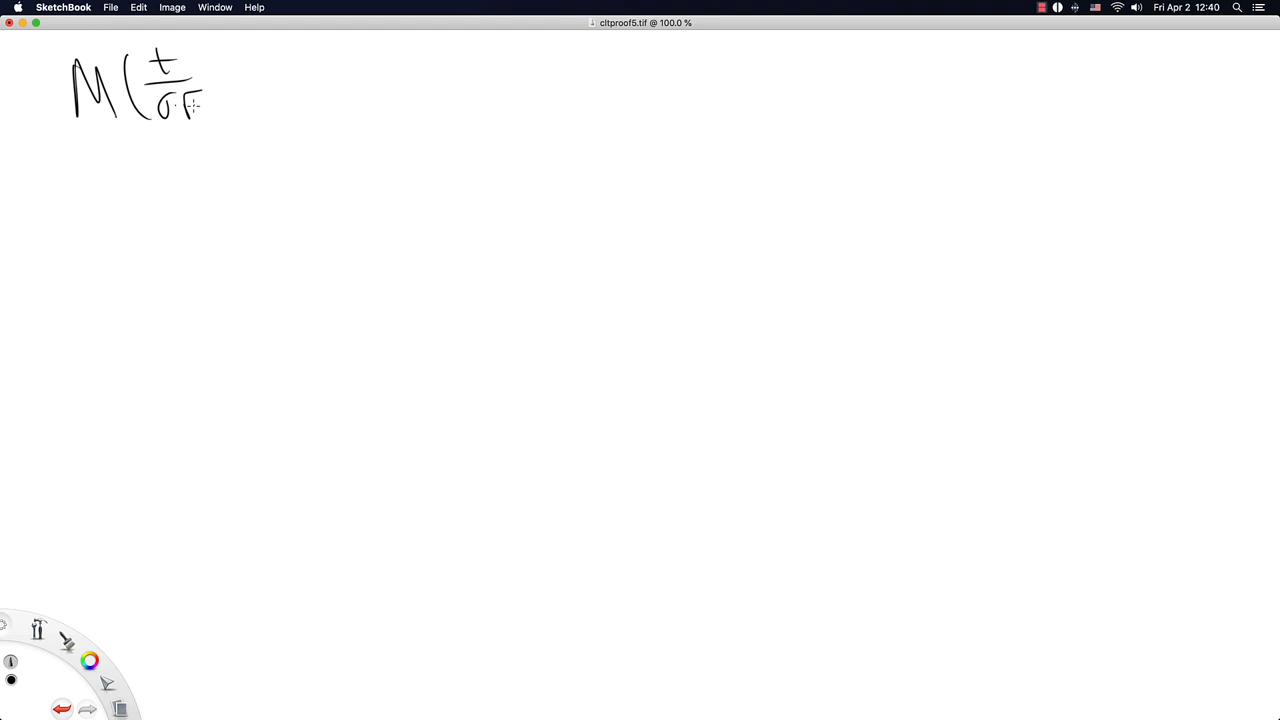 SketchBook File Edit Image Window Help Fri Apr 2 12:40
cltproof5.tif @ 100.0 %
M ( t
σ·√